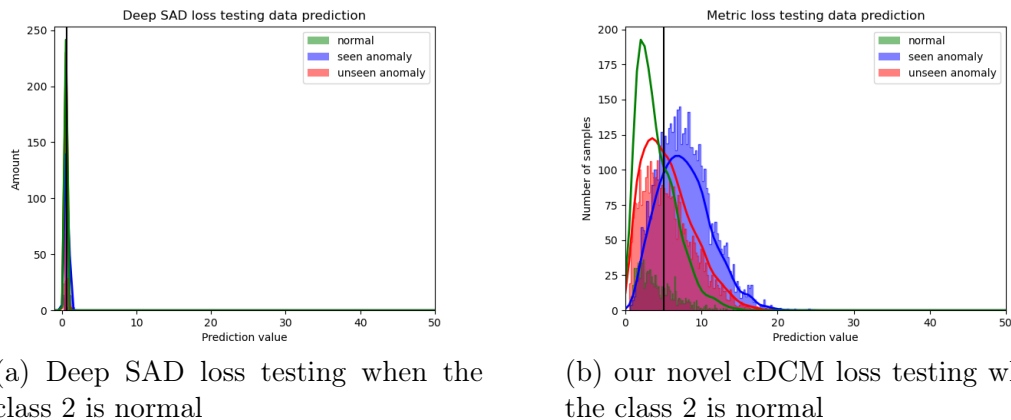 Deep SAD loss testing data prediction
normal
seen anomaly
unseen anomaly
250
200
150
100
50
0
Amount
0 10 20 30 40 50
Prediction value
Metric loss testing data prediction
normal
seen anomaly
unseen anomaly
200
175
150
125
100
75
50
25
0
Number of samples
0 10 20 30 40 50
Prediction value
a) Deep SAD loss testing when the
class 2 is normal
(b) our novel cDCM loss testing wh
the class 2 is normal